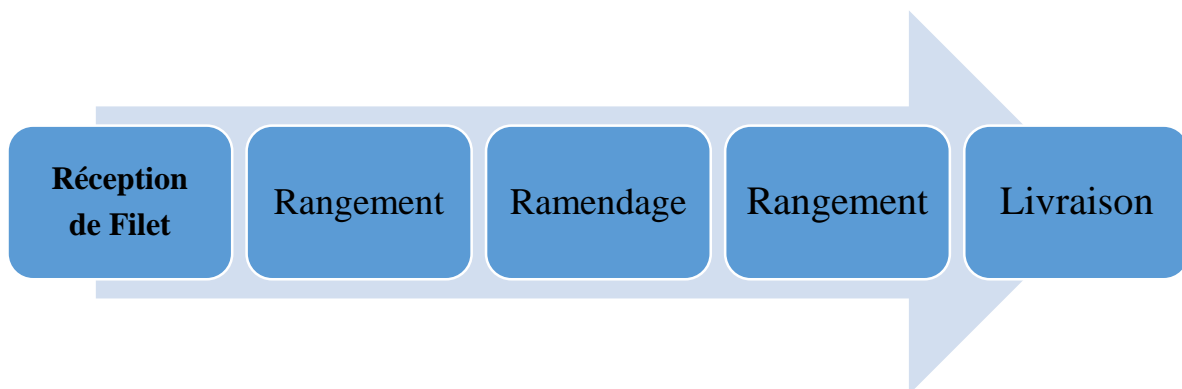 Réception
de Filet
Rangement
Ramendage
Rangement
Livraison